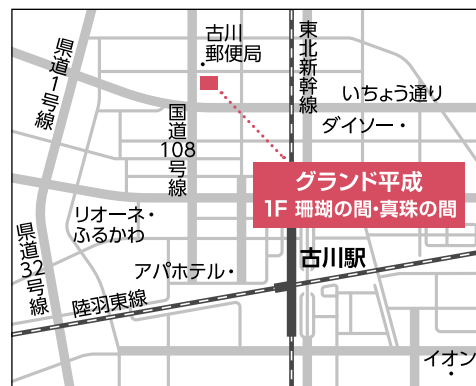 古川
郵便局
東北新幹線
県道1号線
いちょう通り
国道108号線
ダイソー・
グランド平成
1F 珊瑚の間・真珠の間
リオーネ・
ふるかわ
県道32号線
古川駅
アパホテル・
陸羽東線
イオン
・